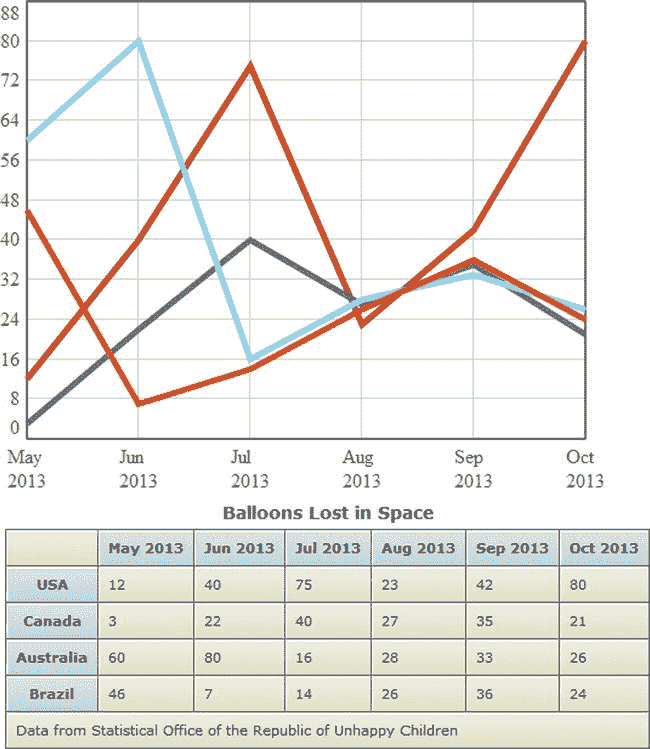 88
80
72
64
56
48
40
32
24
16
8
0
May Jun Jul Aug Sep Oct
2013 2013 2013 2013 2013 2013
Balloons Lost in Space
May 2013 Jun 2013 Jul 2013 Aug 2013 Sep 2013 Oct 2013
USA 12 40 75 23 42 80
Canada 3 22 40 27 35 21
Australia 60 80 16 28 33 26
Brazil 46 7 14 26 36 24
Data from Statistical Office of the Republic of Unhappy Children